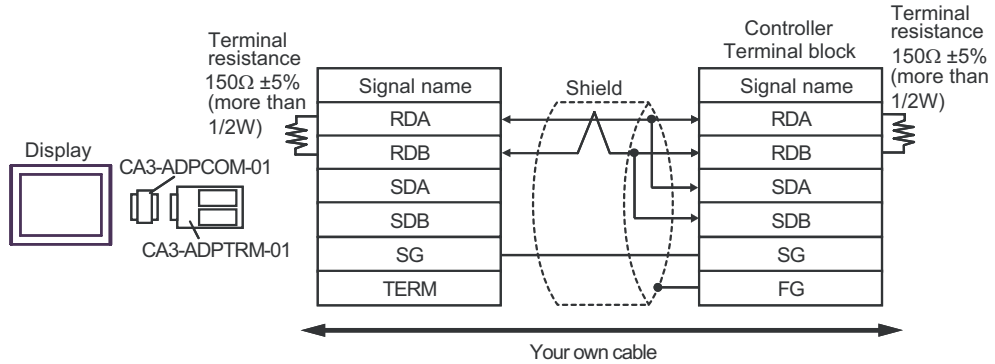 Controller
Terminal block
Terminal
resistance
150Ω ±5%
(more than
1/2W)
Terminal
resistance
150Ω ±5%
(more than
1/2W)
Signal name
Shield
Signal name
RDA
RDA
RDB
RDB
SDA
SDA
SDB
SDB
SG
SG
TERM
FG
Display
CA3-ADPCOM-01
CA3-ADPTRM-01
Your own cable